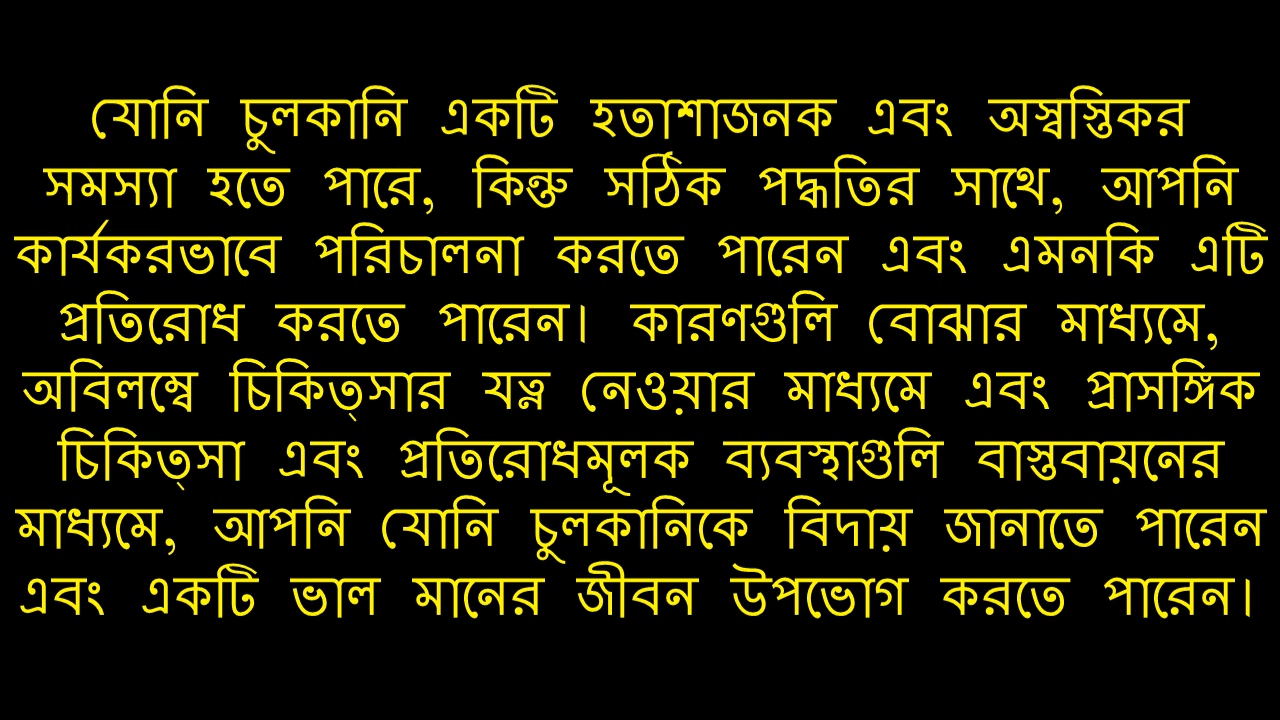 যোনি চুলকানি একটি হতাশাজনক এবং অস্বস্তিকর
সমস্যা হতে পারে, কিন্তু সঠিক পদ্ধতির সাথে, আপনি
কার্যকরভাবে পরিচালনা করতে পারেন এবং এমনকি এটি
প্রতিরোধ করতে পারেন। কারণগুলি বোঝার মাধ্যমে,
অবিলম্বে চিকিত্সার যত্ন নেওয়ার মাধ্যমে এবং প্রাসঙ্গিক
চিকিত্সা এবং প্রতিরোধমূলক ব্যবস্থাগুলি বাস্তবায়নের
মাধ্যমে, আপনি যোনি চুলকানিকে বিদায় জানাতে পারেন
এবং একটি ভাল মানের জীবন উপভোগ করতে পারেন।